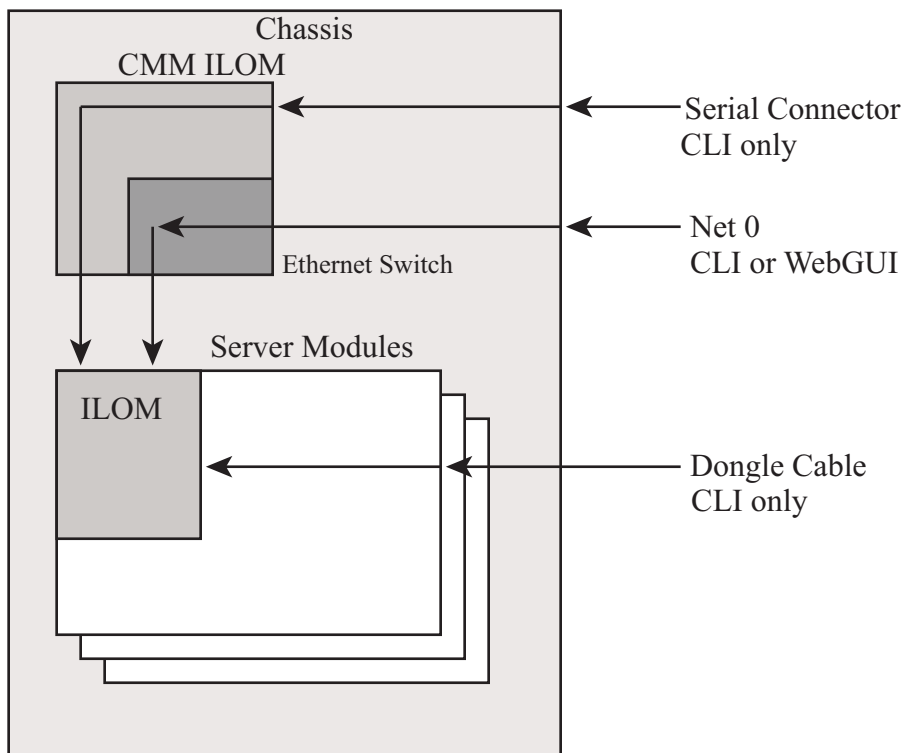 Chassis
CMM ILOM
Serial Connector
CLI only
Net 0
CLI or WebGUI
Ethernet Switch
Server Modules
ILOM
Dongle Cable
CLI only